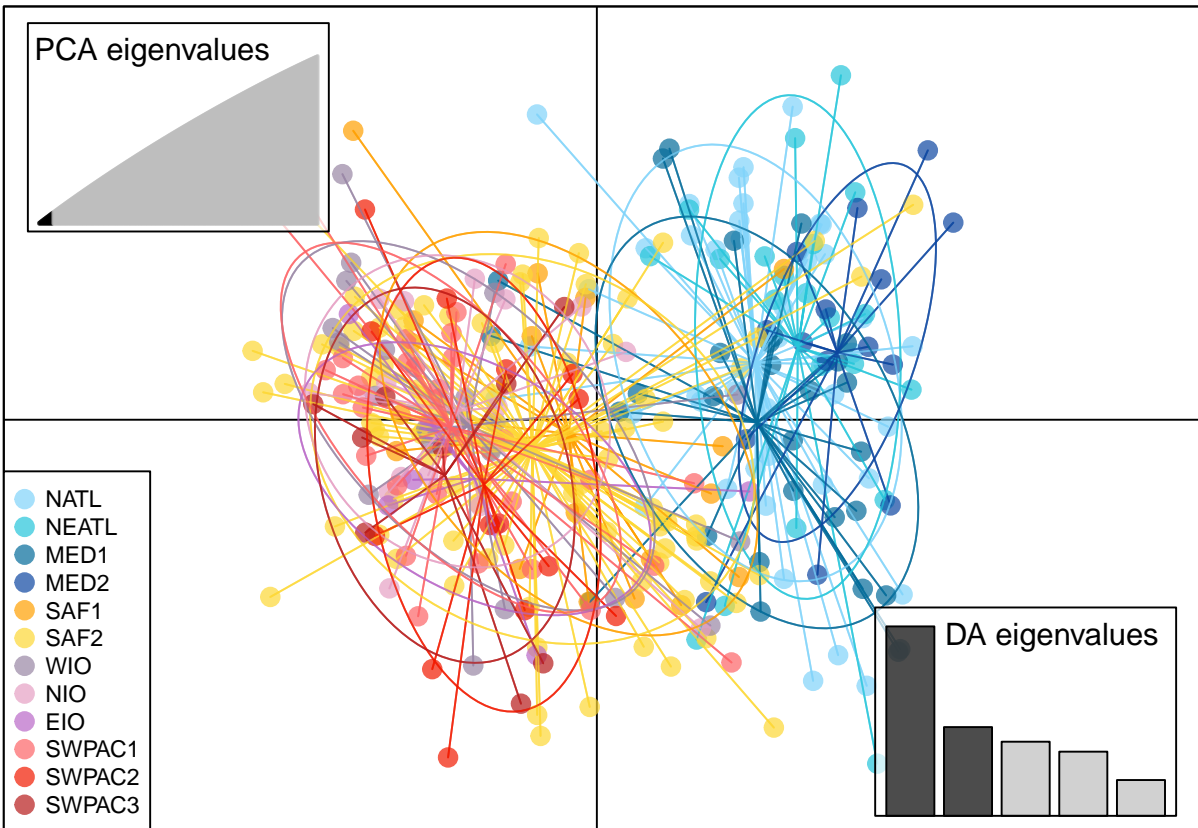 PCA eigenvalues
NATL
NEATL
MED1
MED2
SAF1
SAF2
WIO
NIO
EIO
SWPAC1
SWPAC2
SWPAC3
DA eigenvalues